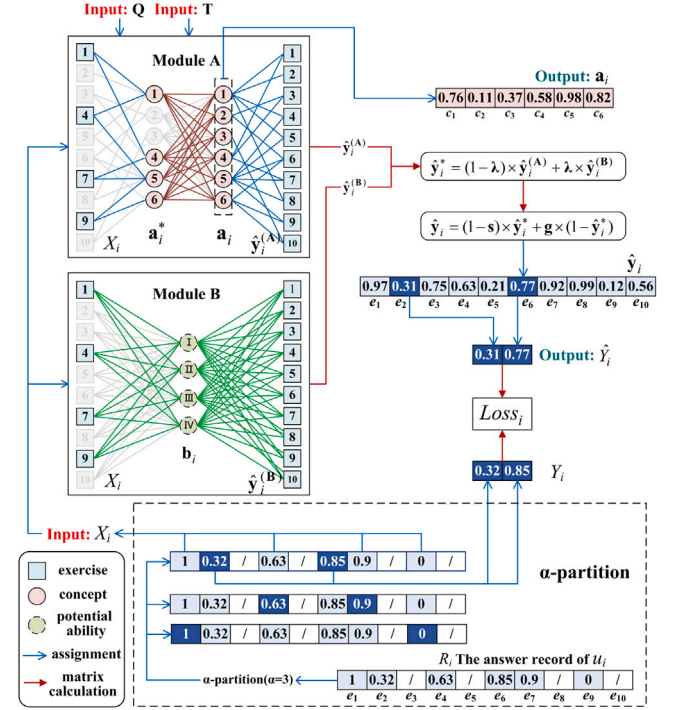 Input: Q Input: T
Module A
1 2 3 4 5 6 7 8 9 10
1 2 3 4 5 6
1 2 3 4 5 6
1 2 3 4 5 6 7 8 9 10
X_i a_i^* a_i ŷ_i^(A)
Output: a_i
0.76 0.11 0.37 0.58 0.98 0.82
c_1 c_2 c_3 c_4 c_5 c_6
ŷ_i^(A)
ŷ_i^(B)
ŷ_i^* = (1−λ)×ŷ_i^(A) + λ×ŷ_i^(B)
ŷ_i = (1−s)×ŷ_i^* + g×(1−ŷ_i^*)
ŷ_i
0.97 0.31 0.75 0.63 0.21 0.77 0.92 0.99 0.12 0.56
e_1 e_2 e_3 e_4 e_5 e_6 e_7 e_8 e_9 e_10
0.31 0.77 Output: Ŷ_i
Loss_i
0.32 0.85 Y_i
Module B
1 2 3 4 5 6 7 8 9 10
I II III IV
1 2 3 4 5 6 7 8 9 10
X_i b_i ŷ_i^(B)
Input: X_i
α-partition
1 0.32 / 0.63 / 0.85 0.9 / 0 /
1 0.32 / 0.63 / 0.85 0.9 / 0 /
1 0.32 / 0.63 / 0.85 0.9 / 0 /
R_i The answer record of u_i
α-partition(α=3)
1 0.32 / 0.63 / 0.85 0.9 / 0 /
e_1 e_2 e_3 e_4 e_5 e_6 e_7 e_8 e_9 e_10
exercise
concept
potential
ability
assignment
matrix
calculation